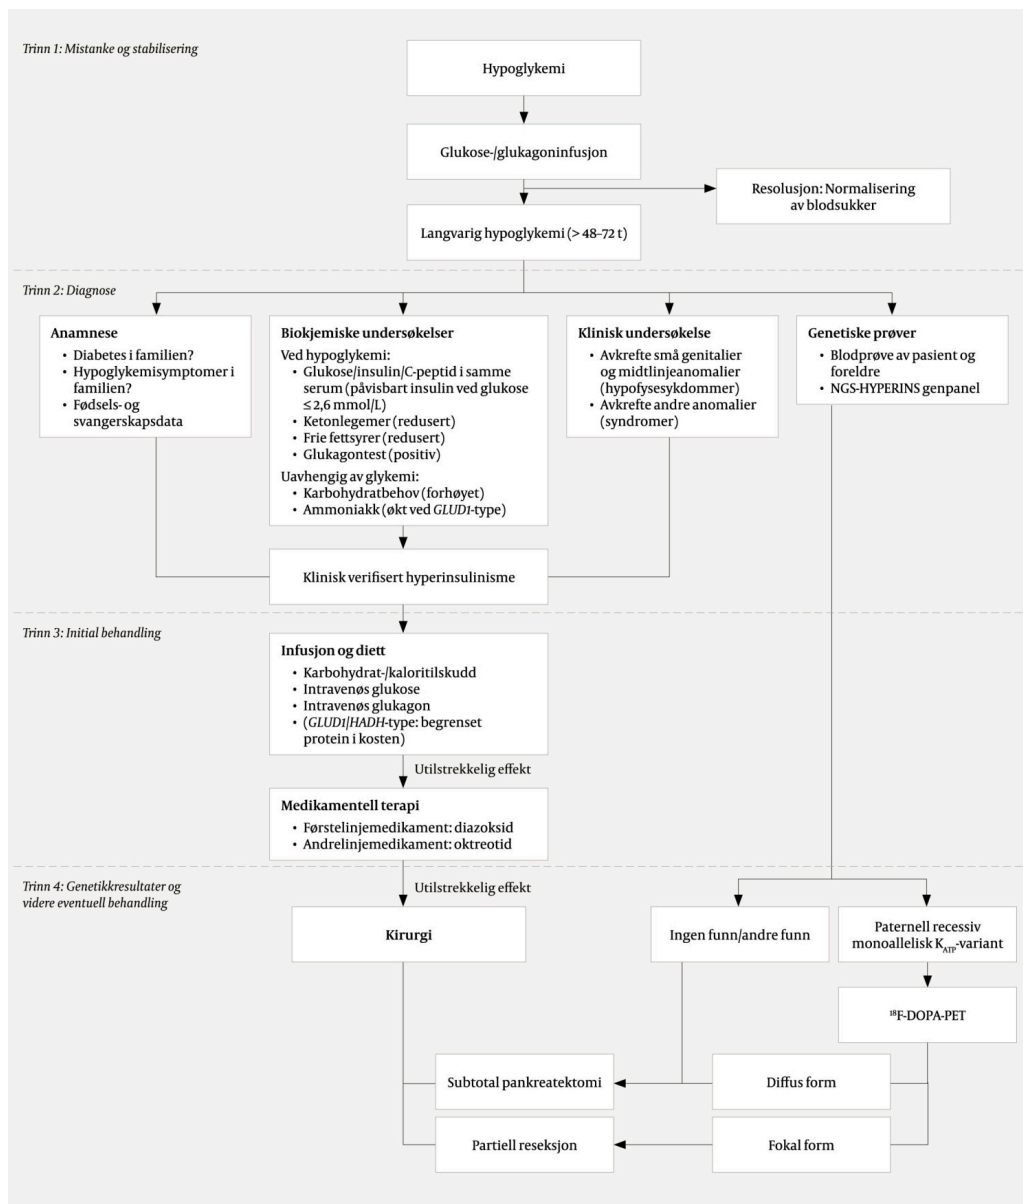 Trinn 1: Mistanke og stabilisering
Hypoglykemi
Glukose-/glukagoninfusjon
Resolusjon: Normalisering
av blodsukker
Langvarig hypoglykemi (> 48–72 t)
Trinn 2: Diagnose
Anamnese
• Diabetes i familien?
• Hypoglykemisymptomer i
familien?
• Fødsels- og
svangerskapsdata
Biokjemiske undersøkelser
Ved hypoglykemi:
• Glukose/insulin/C-peptid i samme
serum (påvisbart insulin ved glukose
≤ 2,6 mmol/L)
• Ketonlegemer (redusert)
• Frie fettsyrer (redusert)
• Glukagontest (positiv)
Uavhengig av glykemi:
• Karbohydratbehov (forhøyet)
• Ammoniakk (økt ved GLUD1-type)
Klinisk undersøkelse
• Avkrefte små genitalier
og midtlinjeanomalier
(hypofysesykdommer)
• Avkrefte andre anomalier
(syndromer)
Genetiske prøver
• Blodprøve av pasient og
foreldre
• NGS-HYPERINS genpanel
Klinisk verifisert hyperinsulinisme
Trinn 3: Initial behandling
Infusjon og diett
• Karbohydrat-/kaloritilskudd
• Intravenøs glukose
• Intravenøs glukagon
• (GLUD1/HADH-type: begrenset
protein i kosten)
Utilstrekkelig effekt
Medikamentell terapi
• Førstelinjemedikament: diazoksid
• Andrelinjemedikament: oktreotid
Trinn 4: Genetikkresultater og
videre eventuell behandling
Utilstrekkelig effekt
Kirurgi
Ingen funn/andre funn
Paternell recessiv
monoallelisk KATP-variant
¹⁸F-DOPA-PET
Subtotal pankreatektomi
Diffus form
Partiell reseksjon
Fokal form